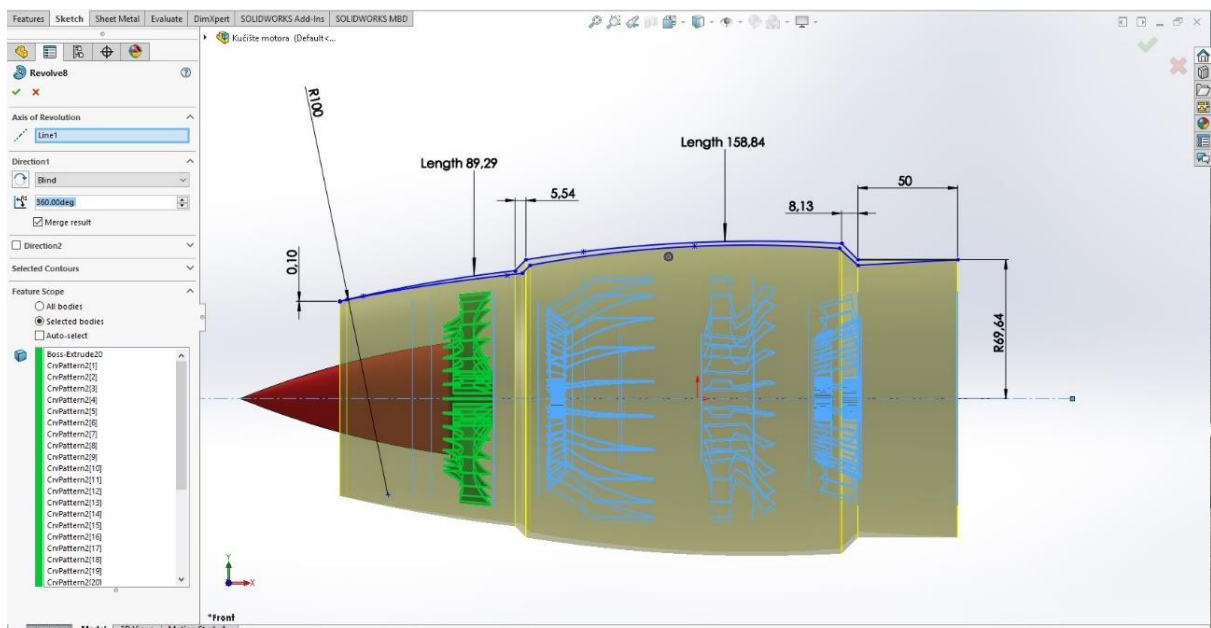 Features Sketch Sheet Metal Evaluate DimXpert SOLIDWORKS Add-Ins SOLIDWORKS MBD
Kućište motora (Default<...
Revolve8
Axis of Revolution
Line1
Direction1
Blind
360.00deg
Merge result
Direction2
Selected Contours
Feature Scope
All bodies
Selected bodies
Auto-select
Boss-Extrude20
CrvPattern2[1]
CrvPattern2[2]
CrvPattern2[3]
CrvPattern2[4]
CrvPattern2[5]
CrvPattern2[6]
CrvPattern2[7]
CrvPattern2[8]
CrvPattern2[9]
CrvPattern2[10]
CrvPattern2[11]
CrvPattern2[12]
CrvPattern2[13]
CrvPattern2[14]
CrvPattern2[15]
CrvPattern2[16]
CrvPattern2[17]
CrvPattern2[18]
CrvPattern2[19]
CrvPattern2[20]
R100
Length 89,29
5,54
Length 158,84
8,13
50
0,10
R69,64
Y
X
*Front